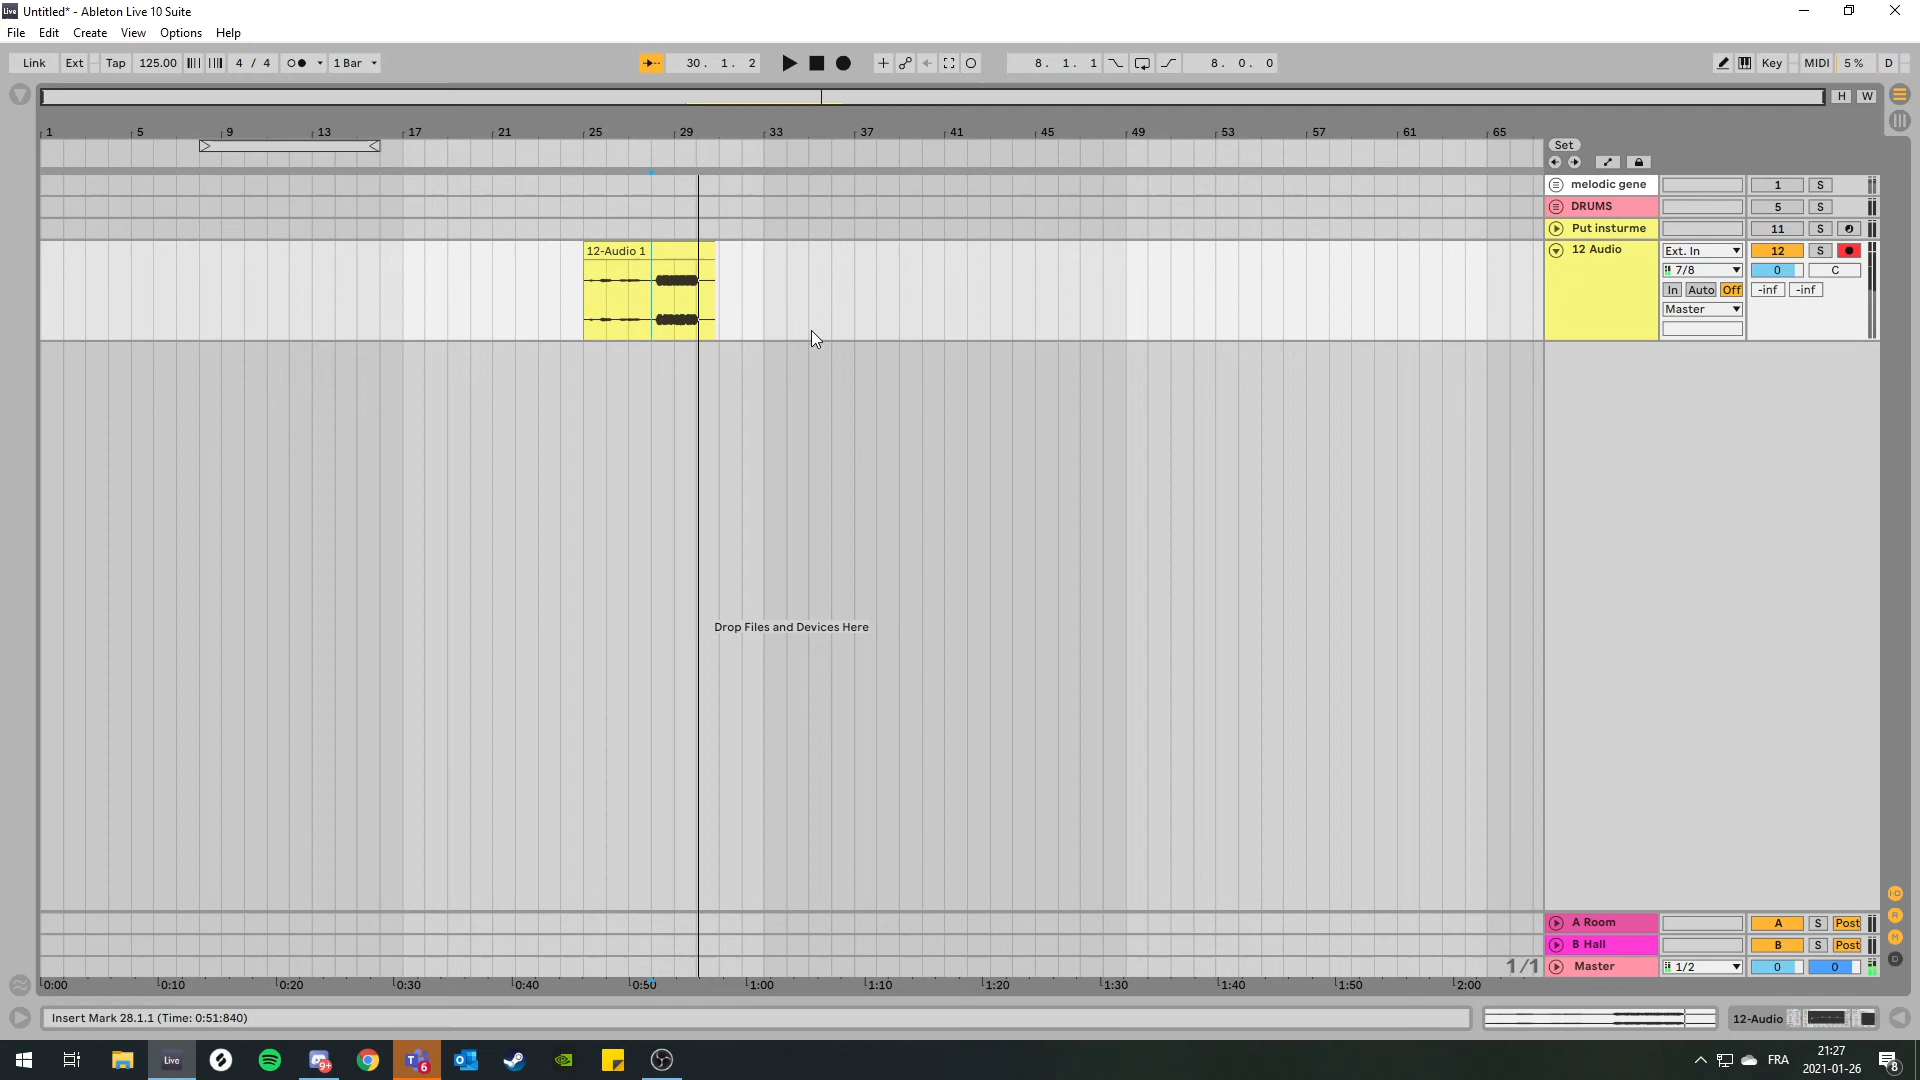 Untitled* - Ableton Live 10 Suite
File Edit Create View Options Help
Link Ext Tap 125.00 4 / 4 1 Bar 30. 1. 2 8. 1. 1 8. 0. 0 Key MIDI 5 % D
H W
1 5 9 13 17 21 25 29 33 37 41 45 49 53 57 61 65
Set
melodic gene 1 S
DRUMS 5 S
Put insturme 11 S
12-Audio 1
12 Audio Ext. In 12 S
7/8 0 C
In Auto Off -inf -inf
Master
Drop Files and Devices Here
A Room A S Post
B Hall B S Post
1/1 Master 1/2 0 0
0:00 0:10 0:20 0:30 0:40 0:50 1:00 1:10 1:20 1:30 1:40 1:50 2:00
Insert Mark 28.1.1 (Time: 0:51:840)
12-Audio
Live
9+
6
FRA
21:27
2021-01-26
8